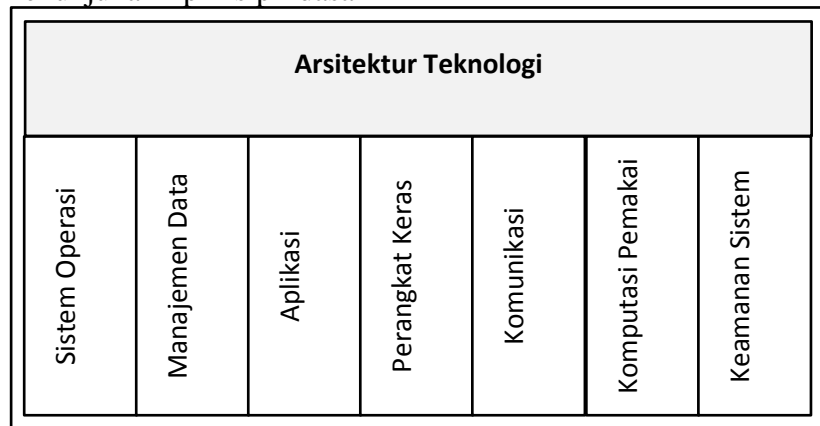 Arsitektur Teknologi
Sistem Operasi
Manajemen Data
Aplikasi
Perangkat Keras
Komunikasi
Komputasi Pemakai
Keamanan Sistem